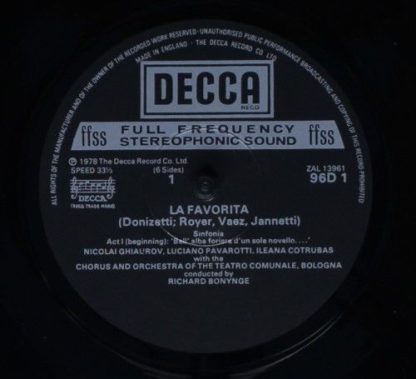 ALL RIGHTS OF THE MANUFACTURER AND OF THE OWNER OF THE RECORDED WORK RESERVED · UNAUTHORISED PUBLIC PERFORMANCE BROADCASTING AND COPYING OF THIS RECORD PROHIBITED
MADE IN ENGLAND · THE DECCA RECORD CO LTD
DECCA
REGD
ffss FULL FREQUENCY ffss
STEREOPHONIC SOUND
℗ 1978 The Decca Record Co. Ltd.
ZAL 13961
SPEED 33⅓
(6 Sides)
1
96D 1
DECCA
(REGD. TRADE MARK)
LA FAVORITA
(Donizetti; Royer, Vaez, Jannetti)
Sinfonia
Act I (beginning): 'Bell' alba foriera d'un sole novello....'
NICOLAI GHIAUROV, LUCIANO PAVAROTTI, ILEANA COTRUBAS
with the
CHORUS AND ORCHESTRA OF THE TEATRO COMUNALE, BOLOGNA
conducted by
RICHARD BONYNGE